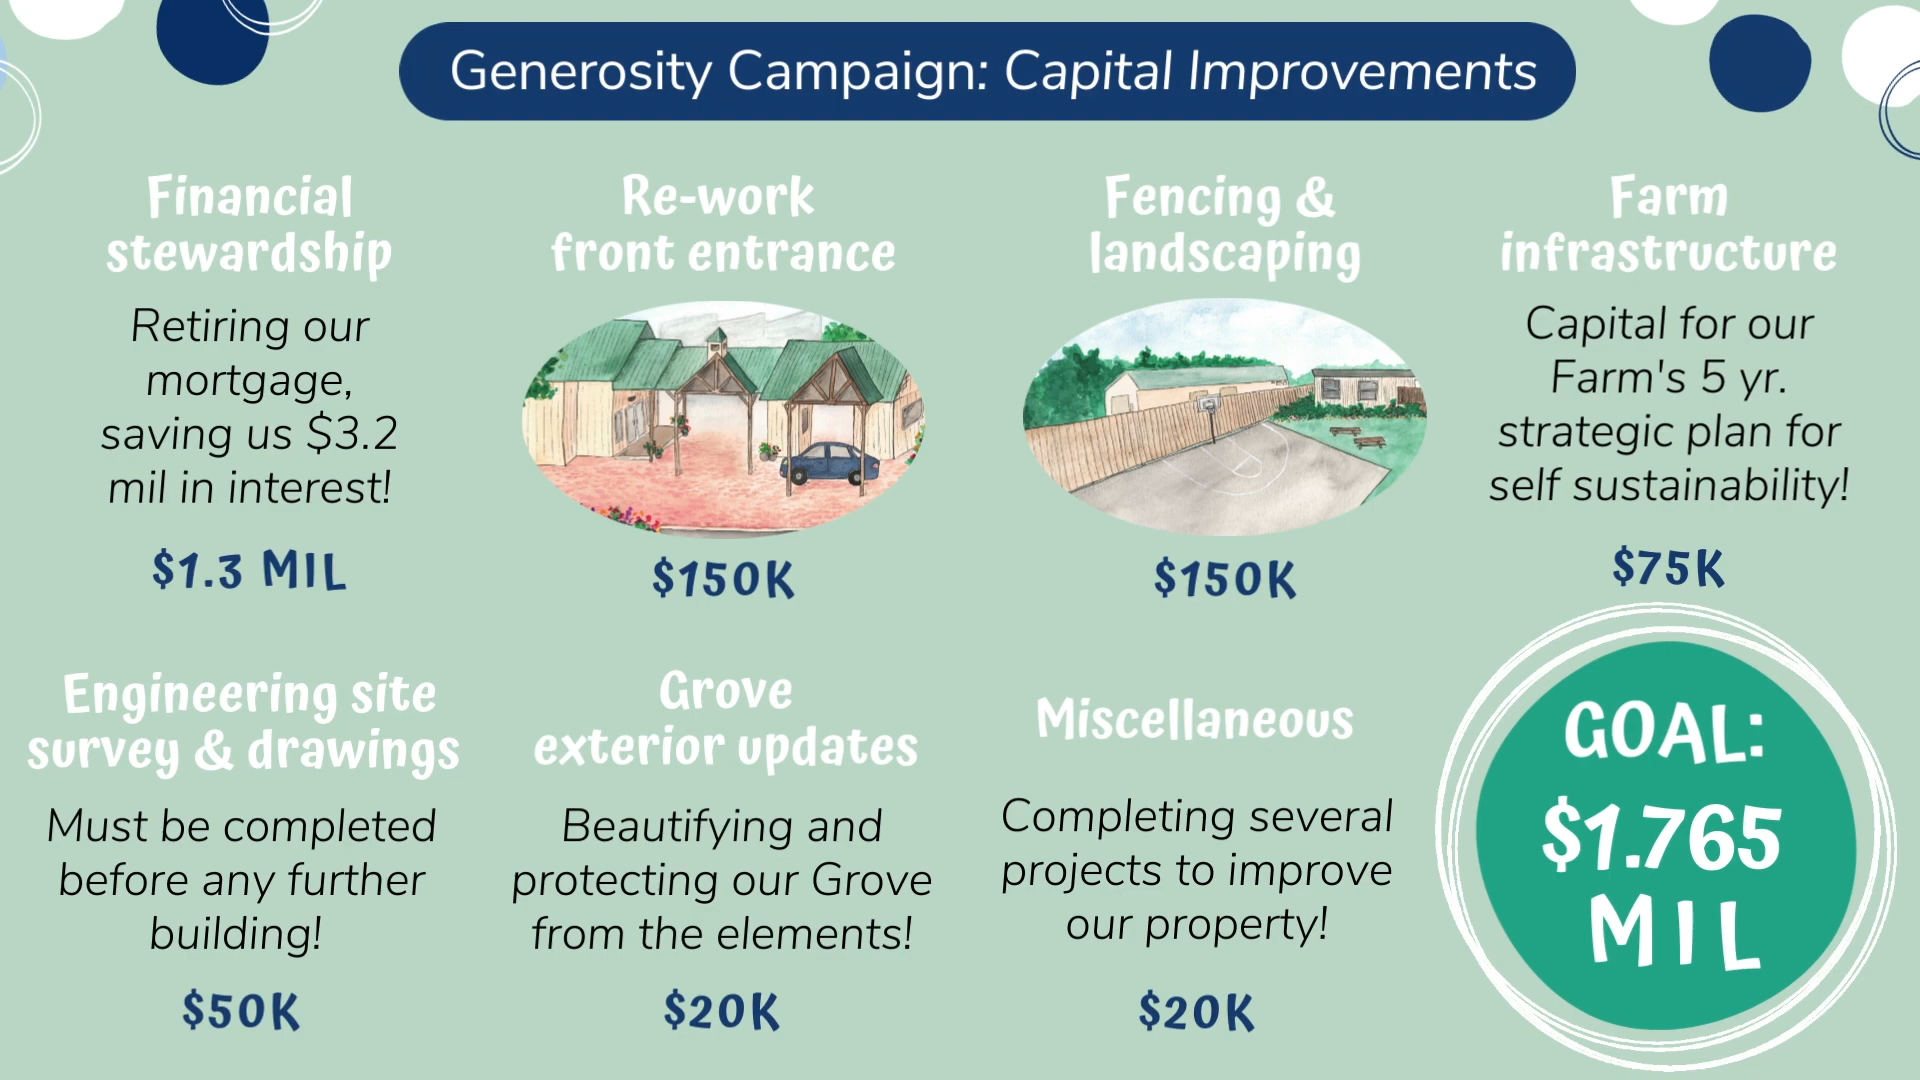 Generosity Campaign: Capital Improvements
Financial
stewardship
Retiring our
mortgage,
saving us $3.2
mil in interest!
$1.3 MIL
Re-work
front entrance
$150K
Fencing &
landscaping
$150K
Farm
infrastructure
Capital for our
Farm's 5 yr.
strategic plan for
self sustainability!
$75K
Engineering site
survey & drawings
Must be completed
before any further
building!
$50K
Grove
exterior updates
Beautifying and
protecting our Grove
from the elements!
$20K
Miscellaneous
Completing several
projects to improve
our property!
$20K
GOAL:
$1.765
MIL